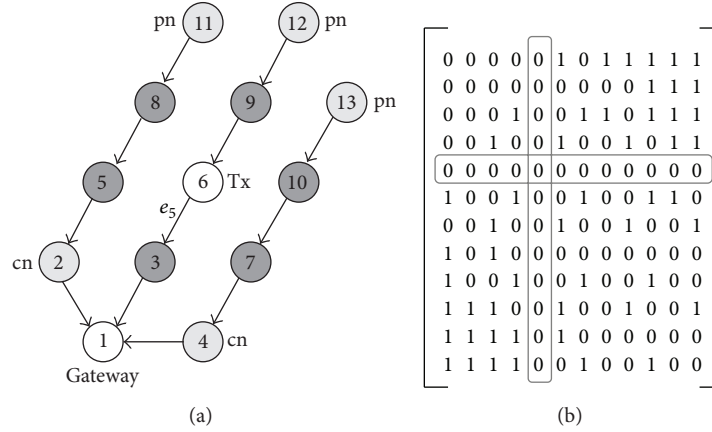 pn 11
12 pn
8
9
13 pn
5
6 Tx
10
e5
cn 2
3
7
1
4 cn
Gateway
(a)
0 0 0 0 0 1 0 1 1 1 1 1
0 0 0 0 0 0 0 0 0 1 1 1
0 0 0 1 0 0 1 1 0 1 1 1
0 0 1 0 0 1 0 0 1 0 1 1
0 0 0 0 0 0 0 0 0 0 0 0
1 0 0 1 0 0 1 0 0 1 1 0
0 0 1 0 0 1 0 0 1 0 0 1
1 0 1 0 0 0 0 0 0 0 0 0
1 0 0 1 0 0 1 0 0 1 0 0
1 1 1 0 0 1 0 0 1 0 0 1
1 1 1 1 0 1 0 0 0 0 0 0
1 1 1 1 0 0 1 0 0 1 0 0
(b)